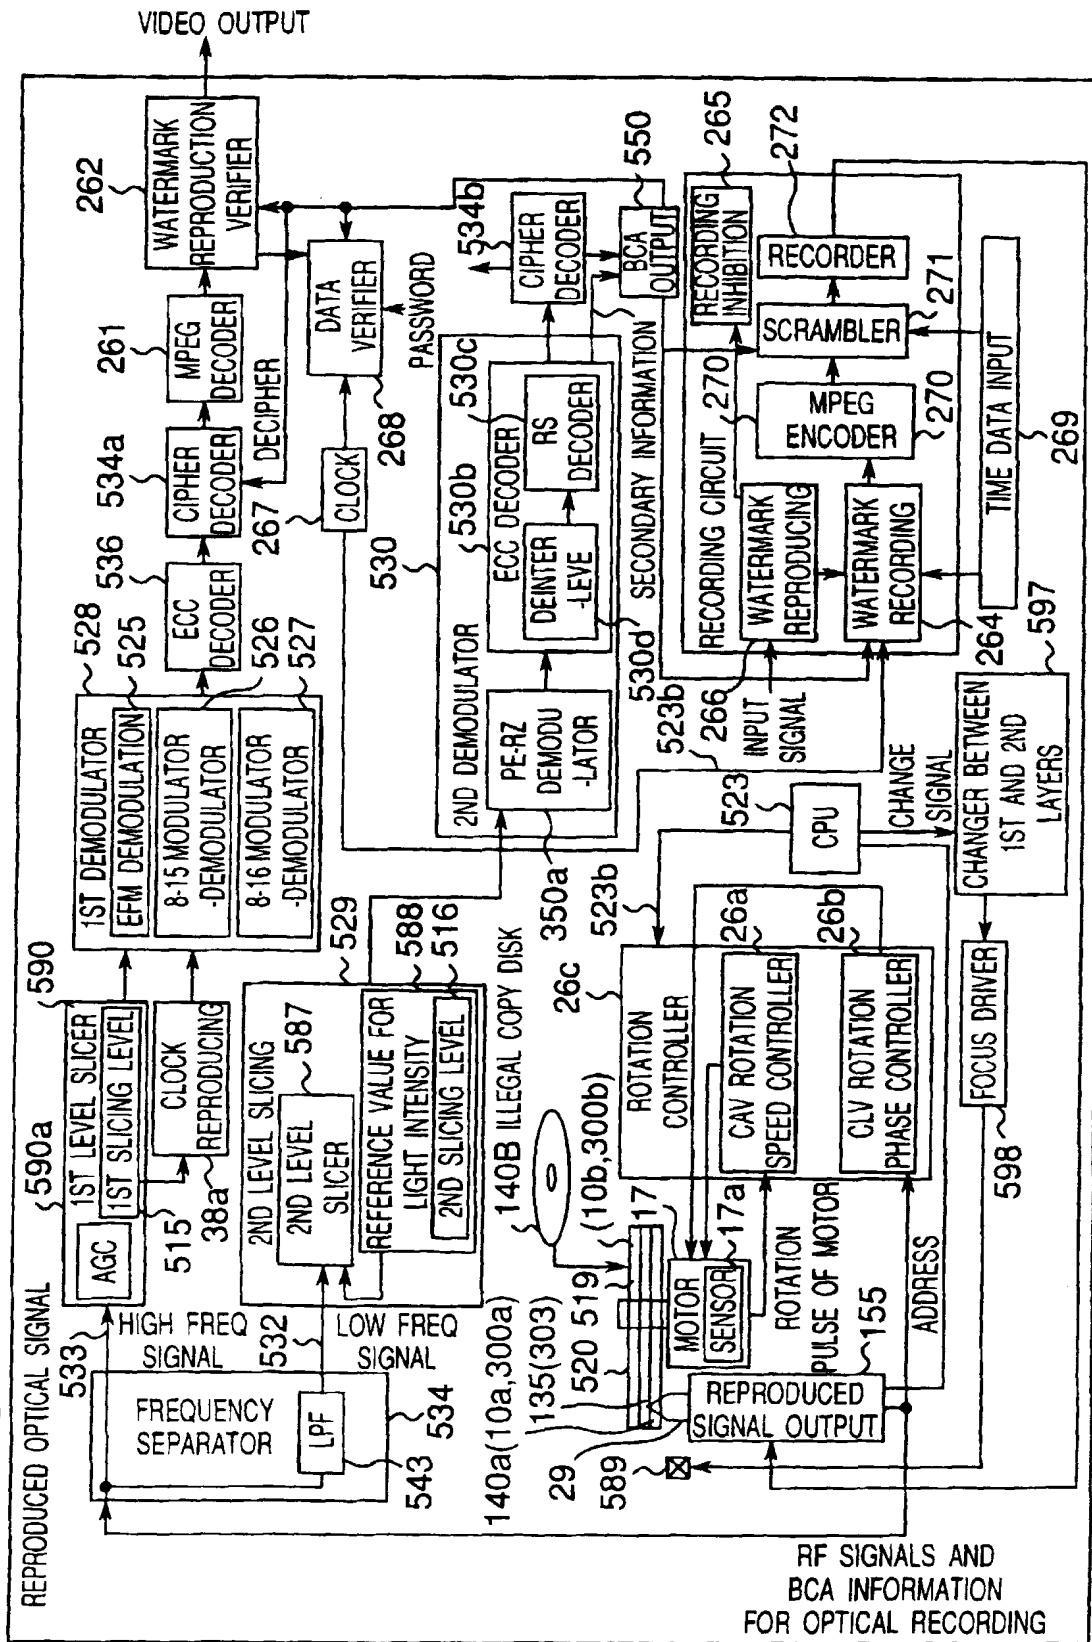 REPRODUCED OPTICAL SIGNAL
533
590a
590
1ST LEVEL SLICER
1ST SLICING LEVEL
AGC
515
CLOCK
REPRODUCING
38a
HIGH FREQ
SIGNAL
532
LOW FREQ
SIGNAL
FREQUENCY
SEPARATOR
LPF
534
543
2ND LEVEL SLICING
2ND LEVEL
SLICER
587
REFERENCE VALUE FOR
LIGHT INTENSITY
2ND SLICING LEVEL
529
588
516
528
1ST DEMODULATOR
EFM DEMODULATION
8-15 MODULATOR
-DEMODULATOR
8-16 MODULATOR
-DEMODULATOR
525
526
527
536
ECC
DECODER
534a
CIPHER
DECODER
DECIPHER
261
MPEG
DECODER
262
WATERMARK
REPRODUCTION
VERIFIER
VIDEO OUTPUT
267
CLOCK
DATA
VERIFIER
268
PASSWORD
2ND DEMODULATOR
530
530b
530c
ECC DECODER
PE-RZ
DEMODU
-LATOR
350a
DEINTER
-LEVE
RS
DECODER
530d
534b
CIPHER
DECODER
SECONDARY INFORMATION
BCA
OUTPUT
550
523b
RECORDING CIRCUIT
270
RECORDING
INHIBITION
265
WATERMARK
REPRODUCING
266
INPUT
SIGNAL
WATERMARK
RECORDING
264
MPEG
ENCODER
270
SCRAMBLER
271
RECORDER
272
TIME DATA INPUT
269
140B ILLEGAL COPY DISK
140a(10a,300a)
135(303)
520
519
(10b,300b)
17
MOTOR
SENSOR
17a
29
589
REPRODUCED
SIGNAL OUTPUT
155
ROTATION
PULSE OF MOTOR
ADDRESS
26c
ROTATION
CONTROLLER
CAV ROTATION
SPEED CONTROLLER
CLV ROTATION
PHASE CONTROLLER
26a
26b
523b
523
CPU
CHANGE
SIGNAL
CHANGER BETWEEN
1ST AND 2ND
LAYERS
597
FOCUS DRIVER
598
RF SIGNALS AND
BCA INFORMATION
FOR OPTICAL RECORDING